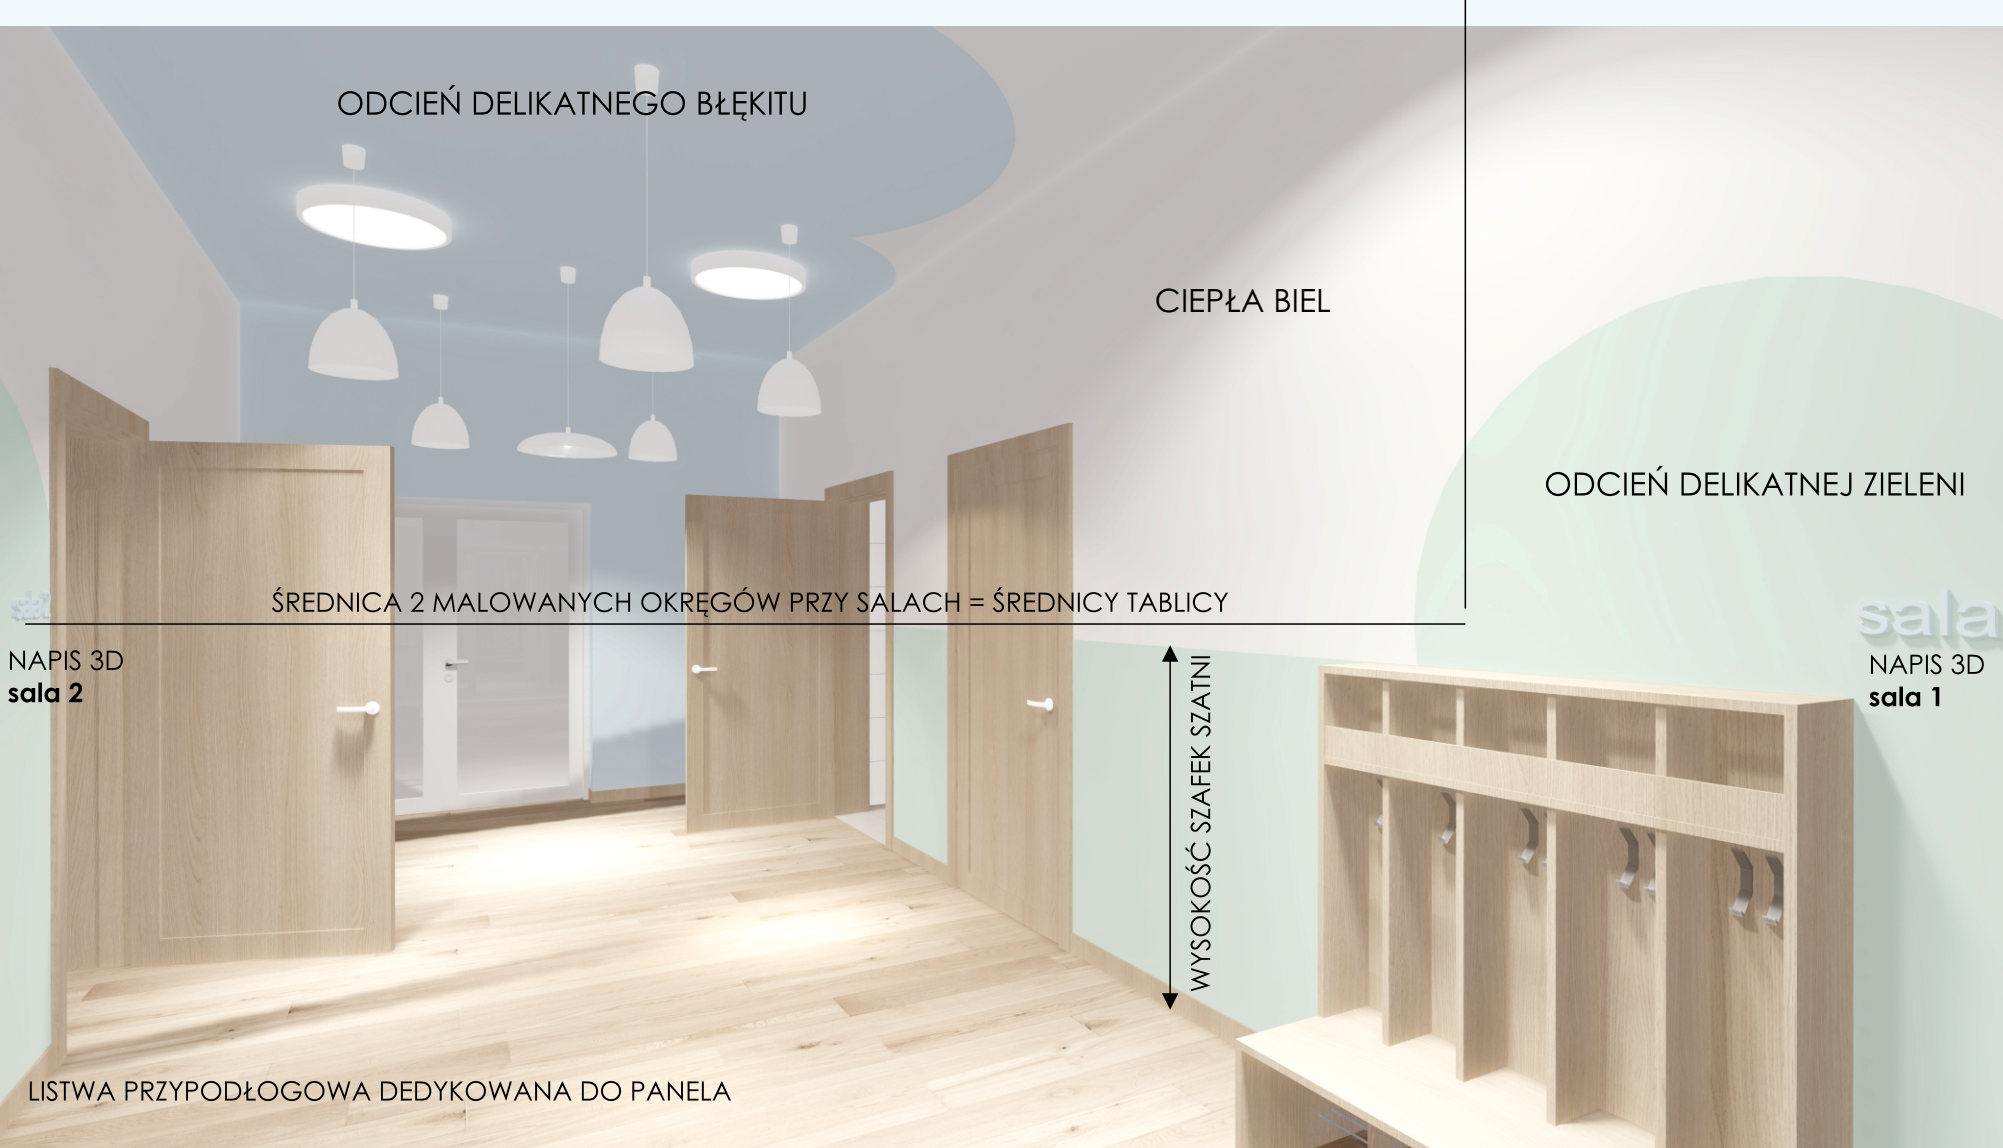 ODCIEŃ DELIKATNEGO BŁĘKITU
CIEPŁA BIEL
ODCIEŃ DELIKATNEJ ZIELENI
ŚREDNICA 2 MALOWANYCH OKRĘGÓW PRZY SALACH = ŚREDNICY TABLICY
sala
NAPIS 3D
sala 2
WYSOKOŚĆ SZAFEK SZATNI
NAPIS 3D
sala 1
LISTWA PRZYPODŁOGOWA DEDYKOWANA DO PANELA